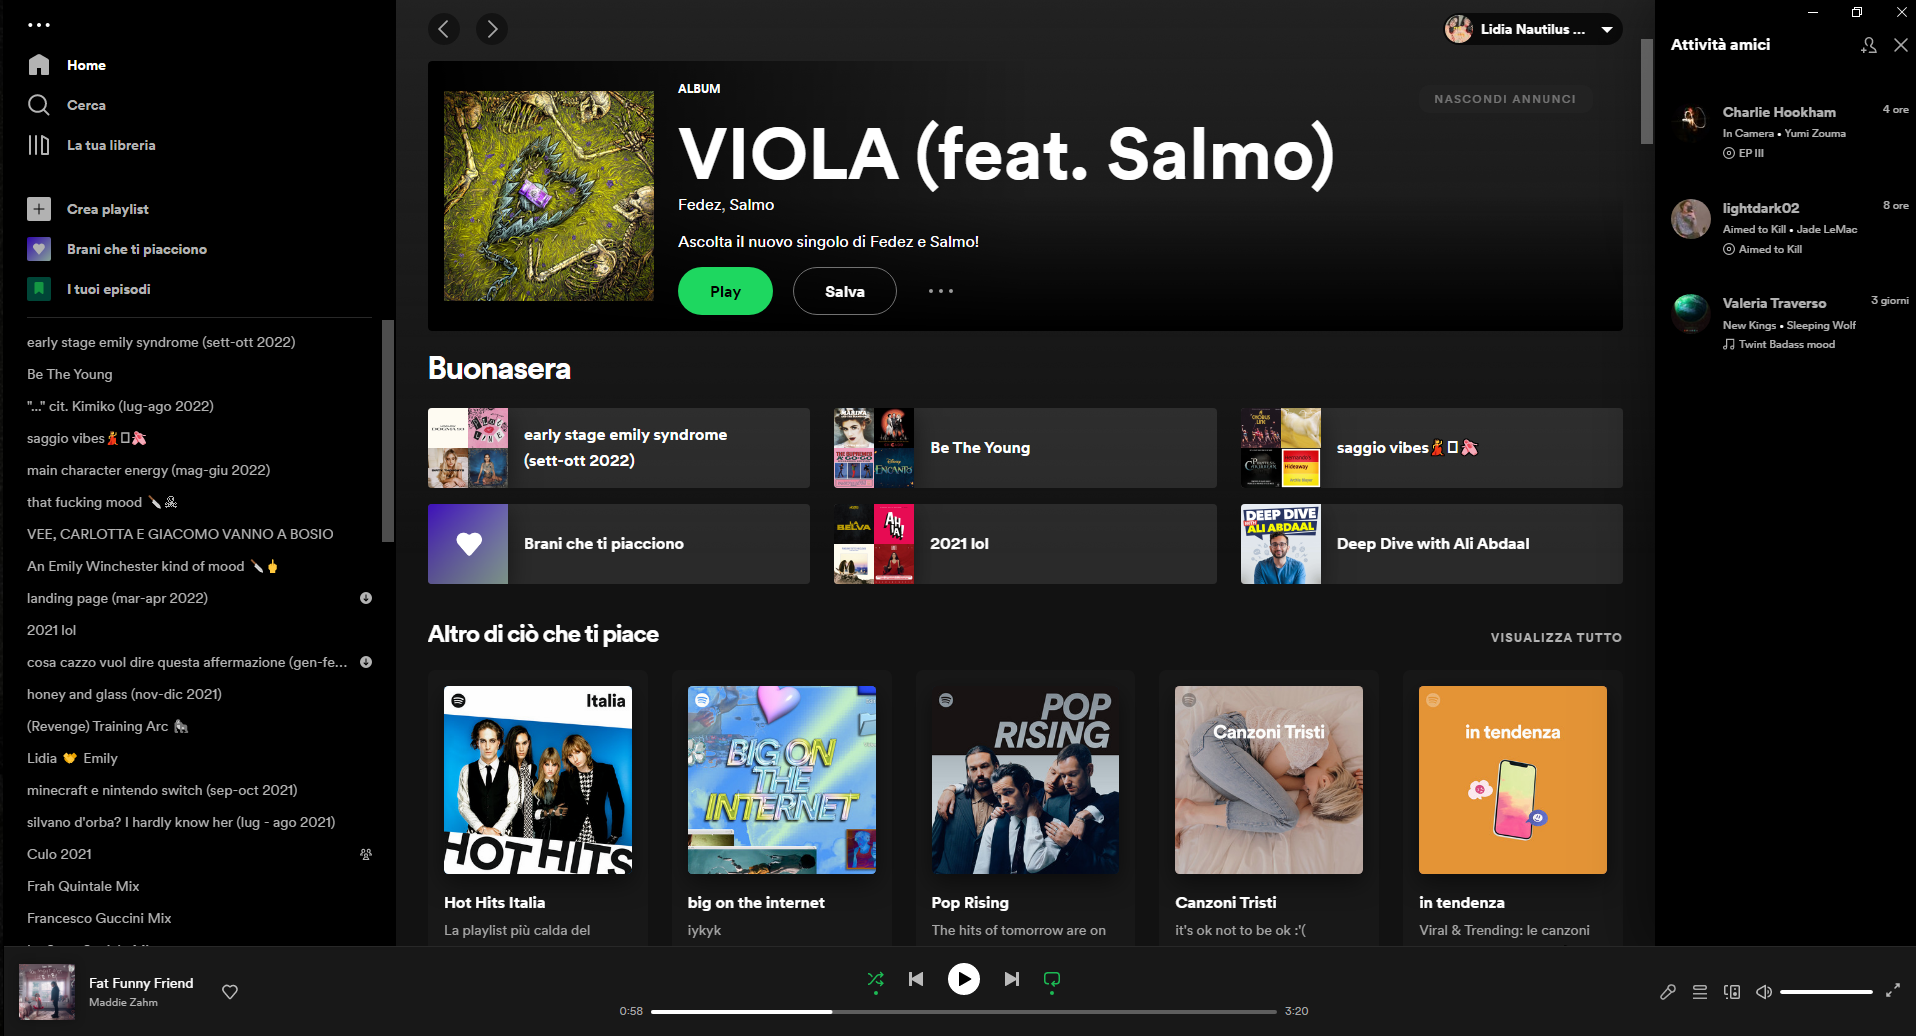 Home
Cerca
La tua libreria
Crea playlist
Brani che ti piacciono
I tuoi episodi
early stage emily syndrome (sett-ott 2022)
Be The Young
"..." cit. Kimiko (lug-ago 2022)
saggio vibes💃🏻🩰
main character energy (mag-giu 2022)
that fucking mood 🔪☠
VEE, CARLOTTA E GIACOMO VANNO A BOSIO
An Emily Winchester kind of mood 🔪🖕
landing page (mar-apr 2022)
2021 lol
cosa cazzo vuol dire questa affermazione (gen-fe...
honey and glass (nov-dic 2021)
(Revenge) Training Arc 🦍
Lidia 💛 Emily
minecraft e nintendo switch (sep-oct 2021)
silvano d'orba? I hardly know her (lug - ago 2021)
Culo 2021
Frah Quintale Mix
Francesco Guccini Mix
Lidia Nautilus ...
ALBUM
NASCONDI ANNUNCI
VIOLA (feat. Salmo)
Fedez, Salmo
Ascolta il nuovo singolo di Fedez e Salmo!
Play
Salva
Buonasera
early stage emily syndrome
(sett-ott 2022)
Be The Young
ENCANTO
saggio vibes💃🏻🩰
Hideaway
Brani che ti piacciono
BELVA
AH
IA!
2021 lol
DEEP DIVE
WITH
ALI ABDAAL
Deep Dive with Ali Abdaal
Altro di ciò che ti piace
VISUALIZZA TUTTO
Italia
HOT HITS
Hot Hits Italia
La playlist più calda del
BIG ON
THE
INTERNET
big on the internet
iykyk
POP
RISING
Pop Rising
The hits of tomorrow are on
Canzoni Tristi
Canzoni Tristi
it's ok not to be ok :'(
in tendenza
in tendenza
Viral & Trending: le canzoni
Attività amici
Charlie Hookham
4 ore
In Camera • Yumi Zouma
EP III
lightdark02
8 ore
Aimed to Kill • Jade LeMac
Aimed to Kill
Valeria Traverso
3 giorni
New Kings • Sleeping Wolf
Twint Badass mood
Fat Funny Friend
Maddie Zahm
0:58
3:20